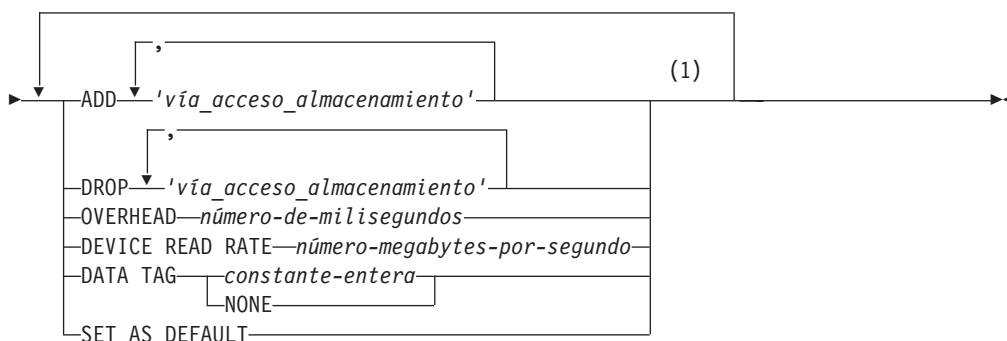 ,
(1)
ADD 'vía_acceso_almacenamiento'
,
DROP 'vía_acceso_almacenamiento'
OVERHEAD número-de-milisegundos
DEVICE READ RATE número-megabytes-por-segundo
DATA TAG constante-entera
NONE
SET AS DEFAULT